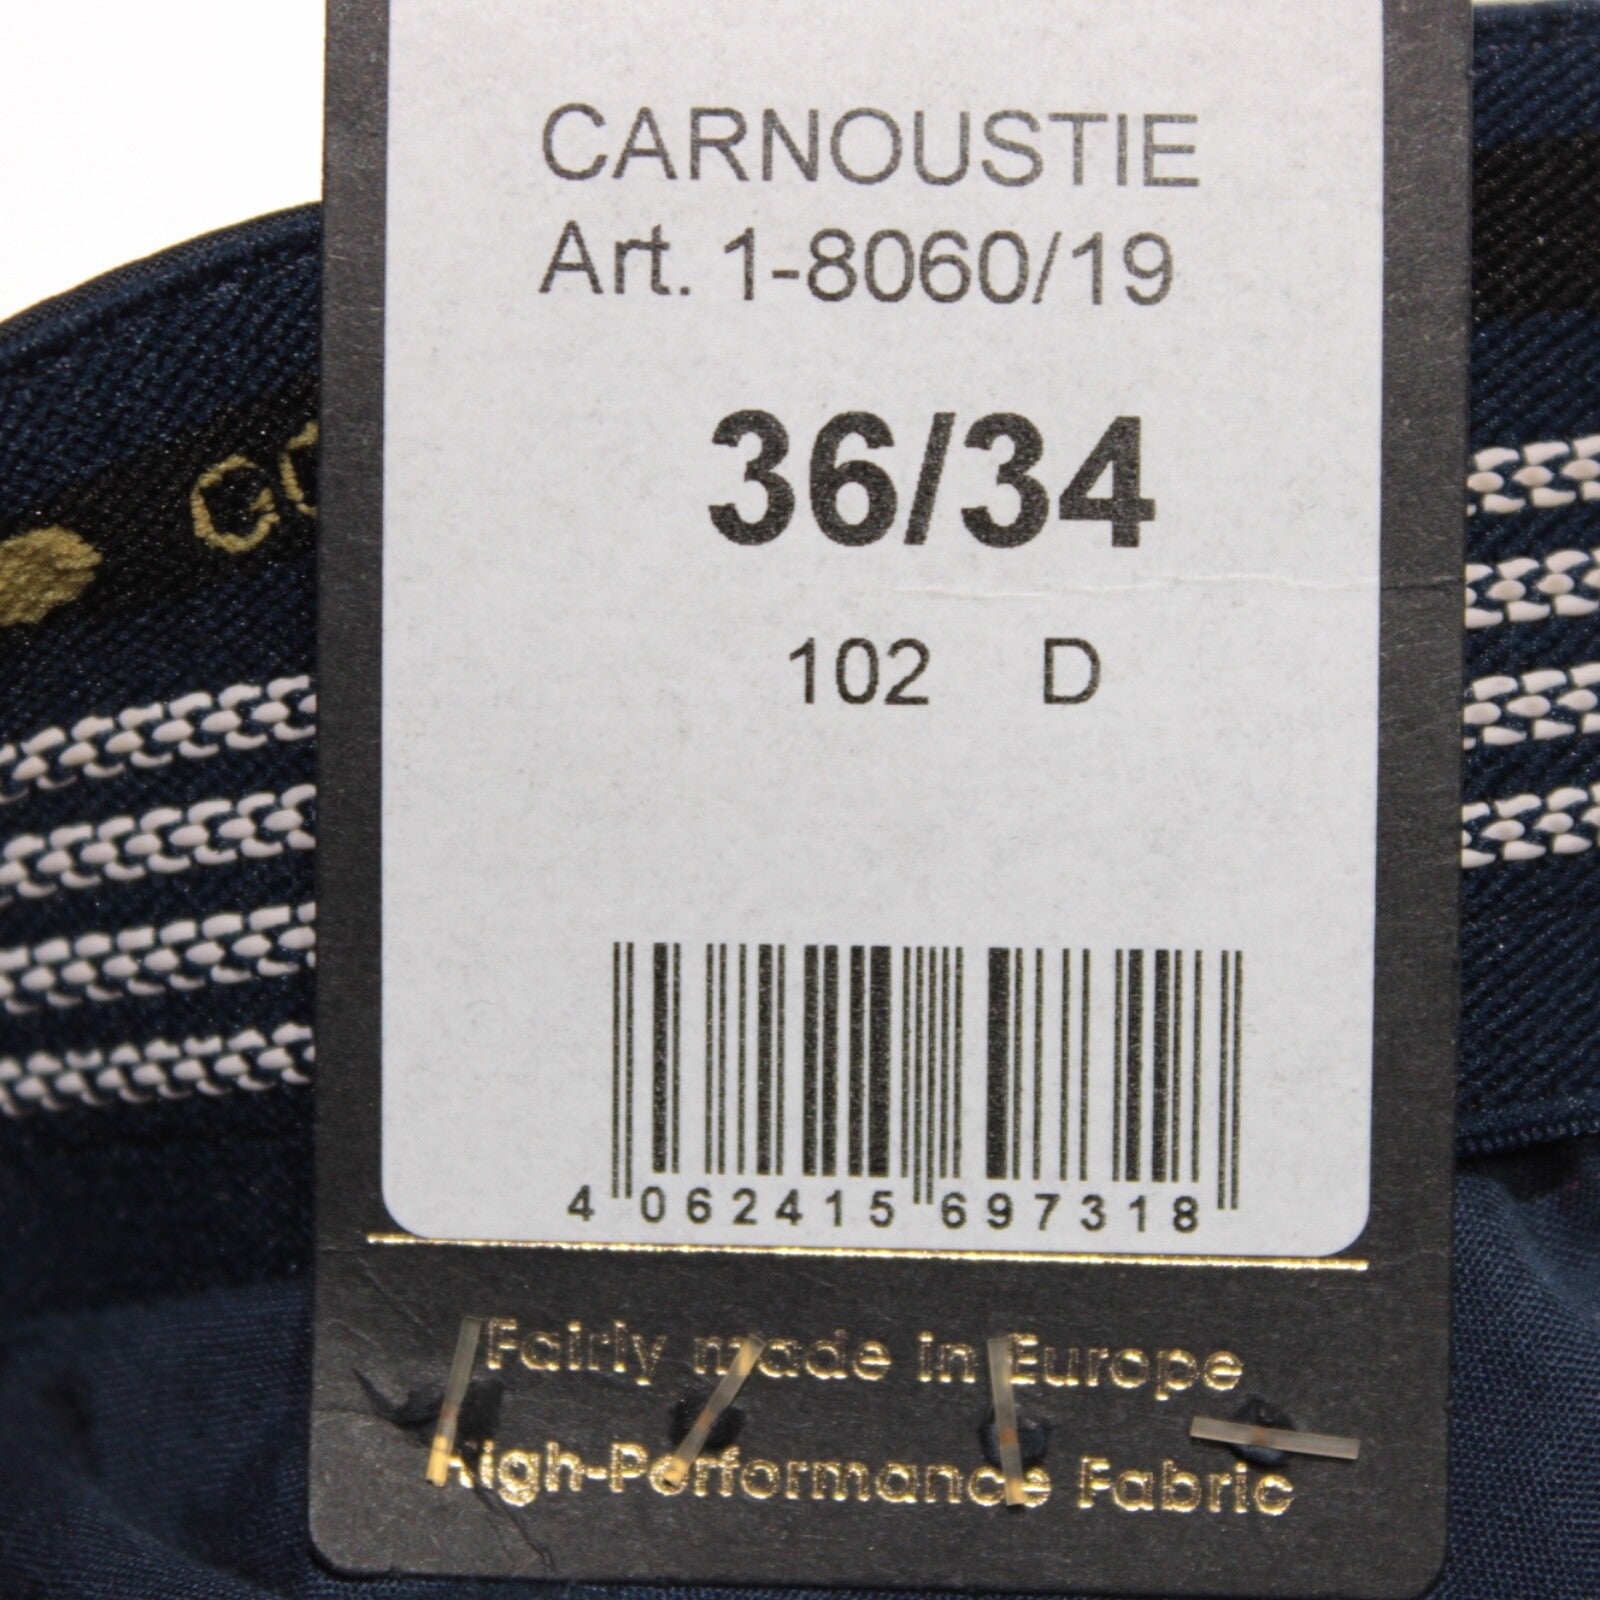 CARNOUSTIE
Art. 1-8060/19
36/34
102 D
4 062415 697318
Fairly made in Europe
High-Performance Fabric